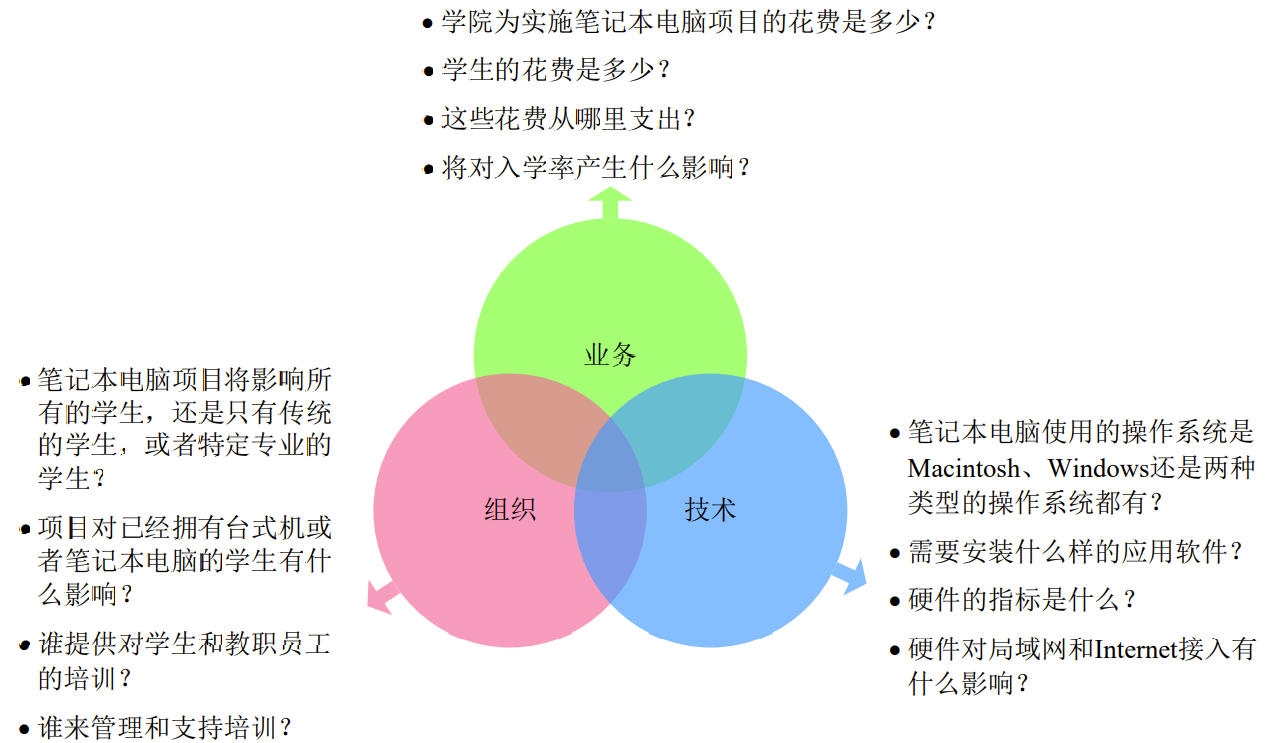 • 学院为实施笔记本电脑项目的花费是多少？
• 学生的花费是多少？
• 这些花费从哪里支出？
• 将对入学率产生什么影响？
业务
• 笔记本电脑项目将影响所
有的学生，还是只有传统
的学生，或者特定专业的
学生？
• 项目对已经拥有台式机或
者笔记本电脑的学生有什
么影响？
• 谁提供对学生和教职员工
的培训？
• 谁来管理和支持培训？
组织
技术
• 笔记本电脑使用的操作系统是
Macintosh、Windows还是两种
类型的操作系统都有？
• 需要安装什么样的应用软件？
• 硬件的指标是什么？
• 硬件对局域网和Internet接入有
什么影响？